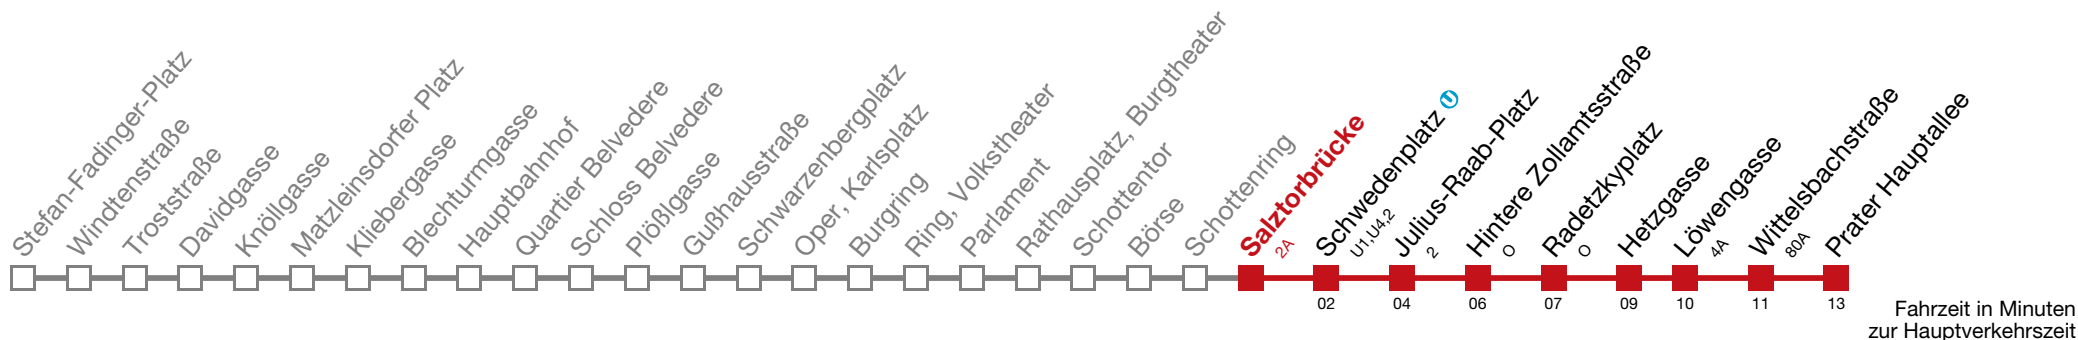 Stefan-Fadinger-Platz
Windtenstraße
Troststraße
Davidgasse
Knöllgasse
Matzleinsdorfer Platz
Kliebergasse
Blechturmgasse
Hauptbahnhof
Quartier Belvedere
Schloss Belvedere
Plößlgasse
Gußhausstraße
Schwarzenbergplatz
Oper, Karlsplatz
Burgring
Ring, Volkstheater
Parlament
Rathausplatz, Burgtheater
Schottentor
Börse
Schottenring
Salztorbrücke
2A
Schwedenplatz U
U1,U4,2
02
Julius-Raab-Platz
2
04
Hintere Zollamtsstraße
O
06
Radetzkyplatz
O
07
Hetzgasse
09
Löwengasse
4A
10
Wittelsbachstraße
80A
11
Prater Hauptallee
13
Fahrzeit in Minuten
zur Hauptverkehrszeit